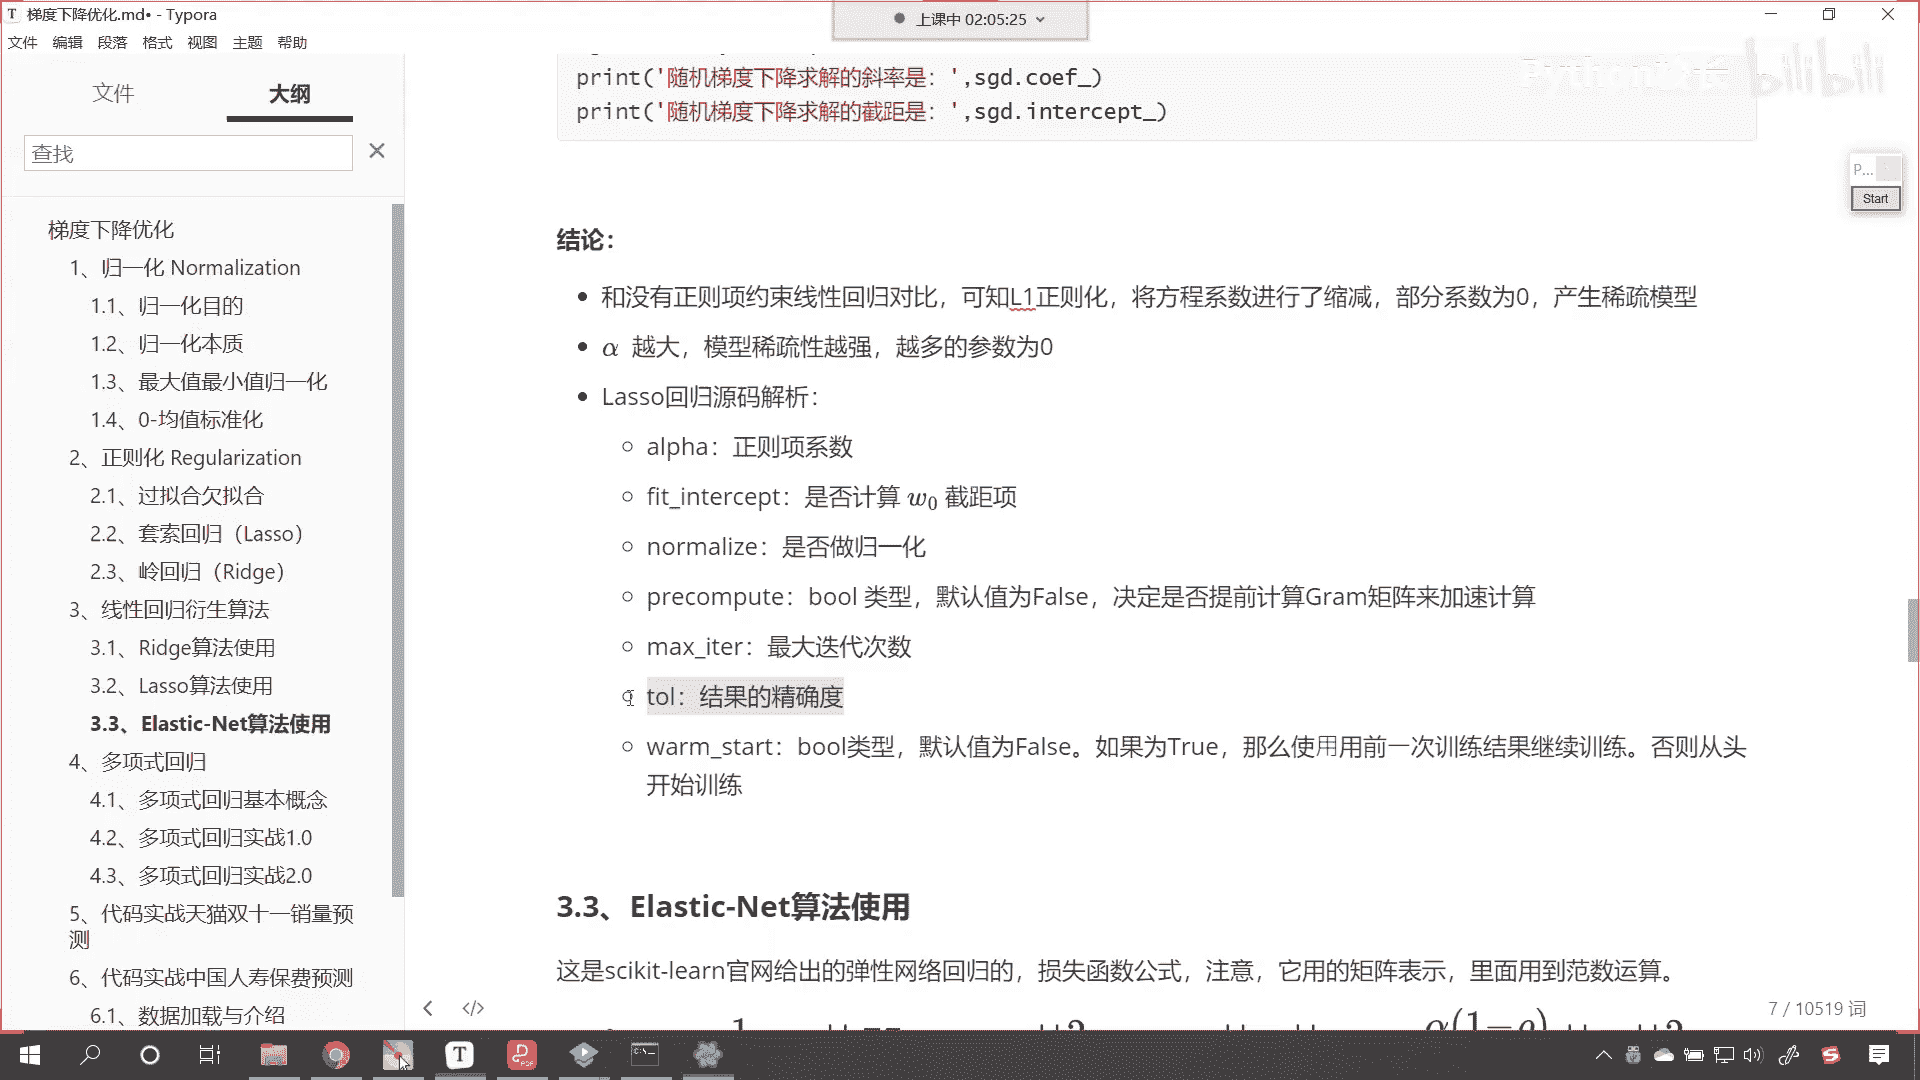 梯度下降优化.md• - Typora
上课中 02:05:25
文件 编辑 段落 格式 视图 主题 帮助
文件 大纲
查找
梯度下降优化
1、归一化 Normalization
1.1、归一化目的
1.2、归一化本质
1.3、最大值最小值归一化
1.4、0-均值标准化
2、正则化 Regularization
2.1、过拟合欠拟合
2.2、套索回归（Lasso）
2.3、岭回归（Ridge）
3、线性回归衍生算法
3.1、Ridge算法使用
3.2、Lasso算法使用
3.3、Elastic-Net算法使用
4、多项式回归
4.1、多项式回归基本概念
4.2、多项式回归实战1.0
4.3、多项式回归实战2.0
5、代码实战天猫双十一销量预
测
6、代码实战中国人寿保费预测
6.1、数据加载与介绍
print('随机梯度下降求解的斜率是：',sgd.coef_)
print('随机梯度下降求解的截距是：',sgd.intercept_)
bilibili
P...
Start
结论：
和没有正则项约束线性回归对比，可知L1正则化，将方程系数进行了缩减，部分系数为0，产生稀疏模型
α 越大，模型稀疏性越强，越多的参数为0
Lasso回归源码解析：
alpha：正则项系数
fit_intercept：是否计算 w₀ 截距项
normalize：是否做归一化
precompute：bool 类型，默认值为False，决定是否提前计算Gram矩阵来加速计算
max_iter：最大迭代次数
tol：结果的精确度
warm_start：bool类型，默认值为False。如果为True，那么使用用前一次训练结果继续训练。否则从头
开始训练
3.3、Elastic-Net算法使用
这是scikit-learn官网给出的弹性网络回归的，损失函数公式，注意，它用的矩阵表示，里面用到范数运算。
7 / 10519 词